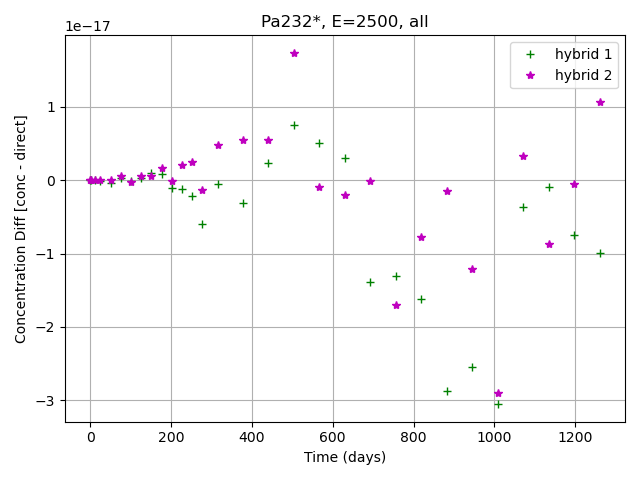 Pa232*, E=2500, all
1e−17
hybrid 1
hybrid 2
Concentration Diff [conc - direct]
1
0
−1
−2
−3
0 200 400 600 800 1000 1200
Time (days)